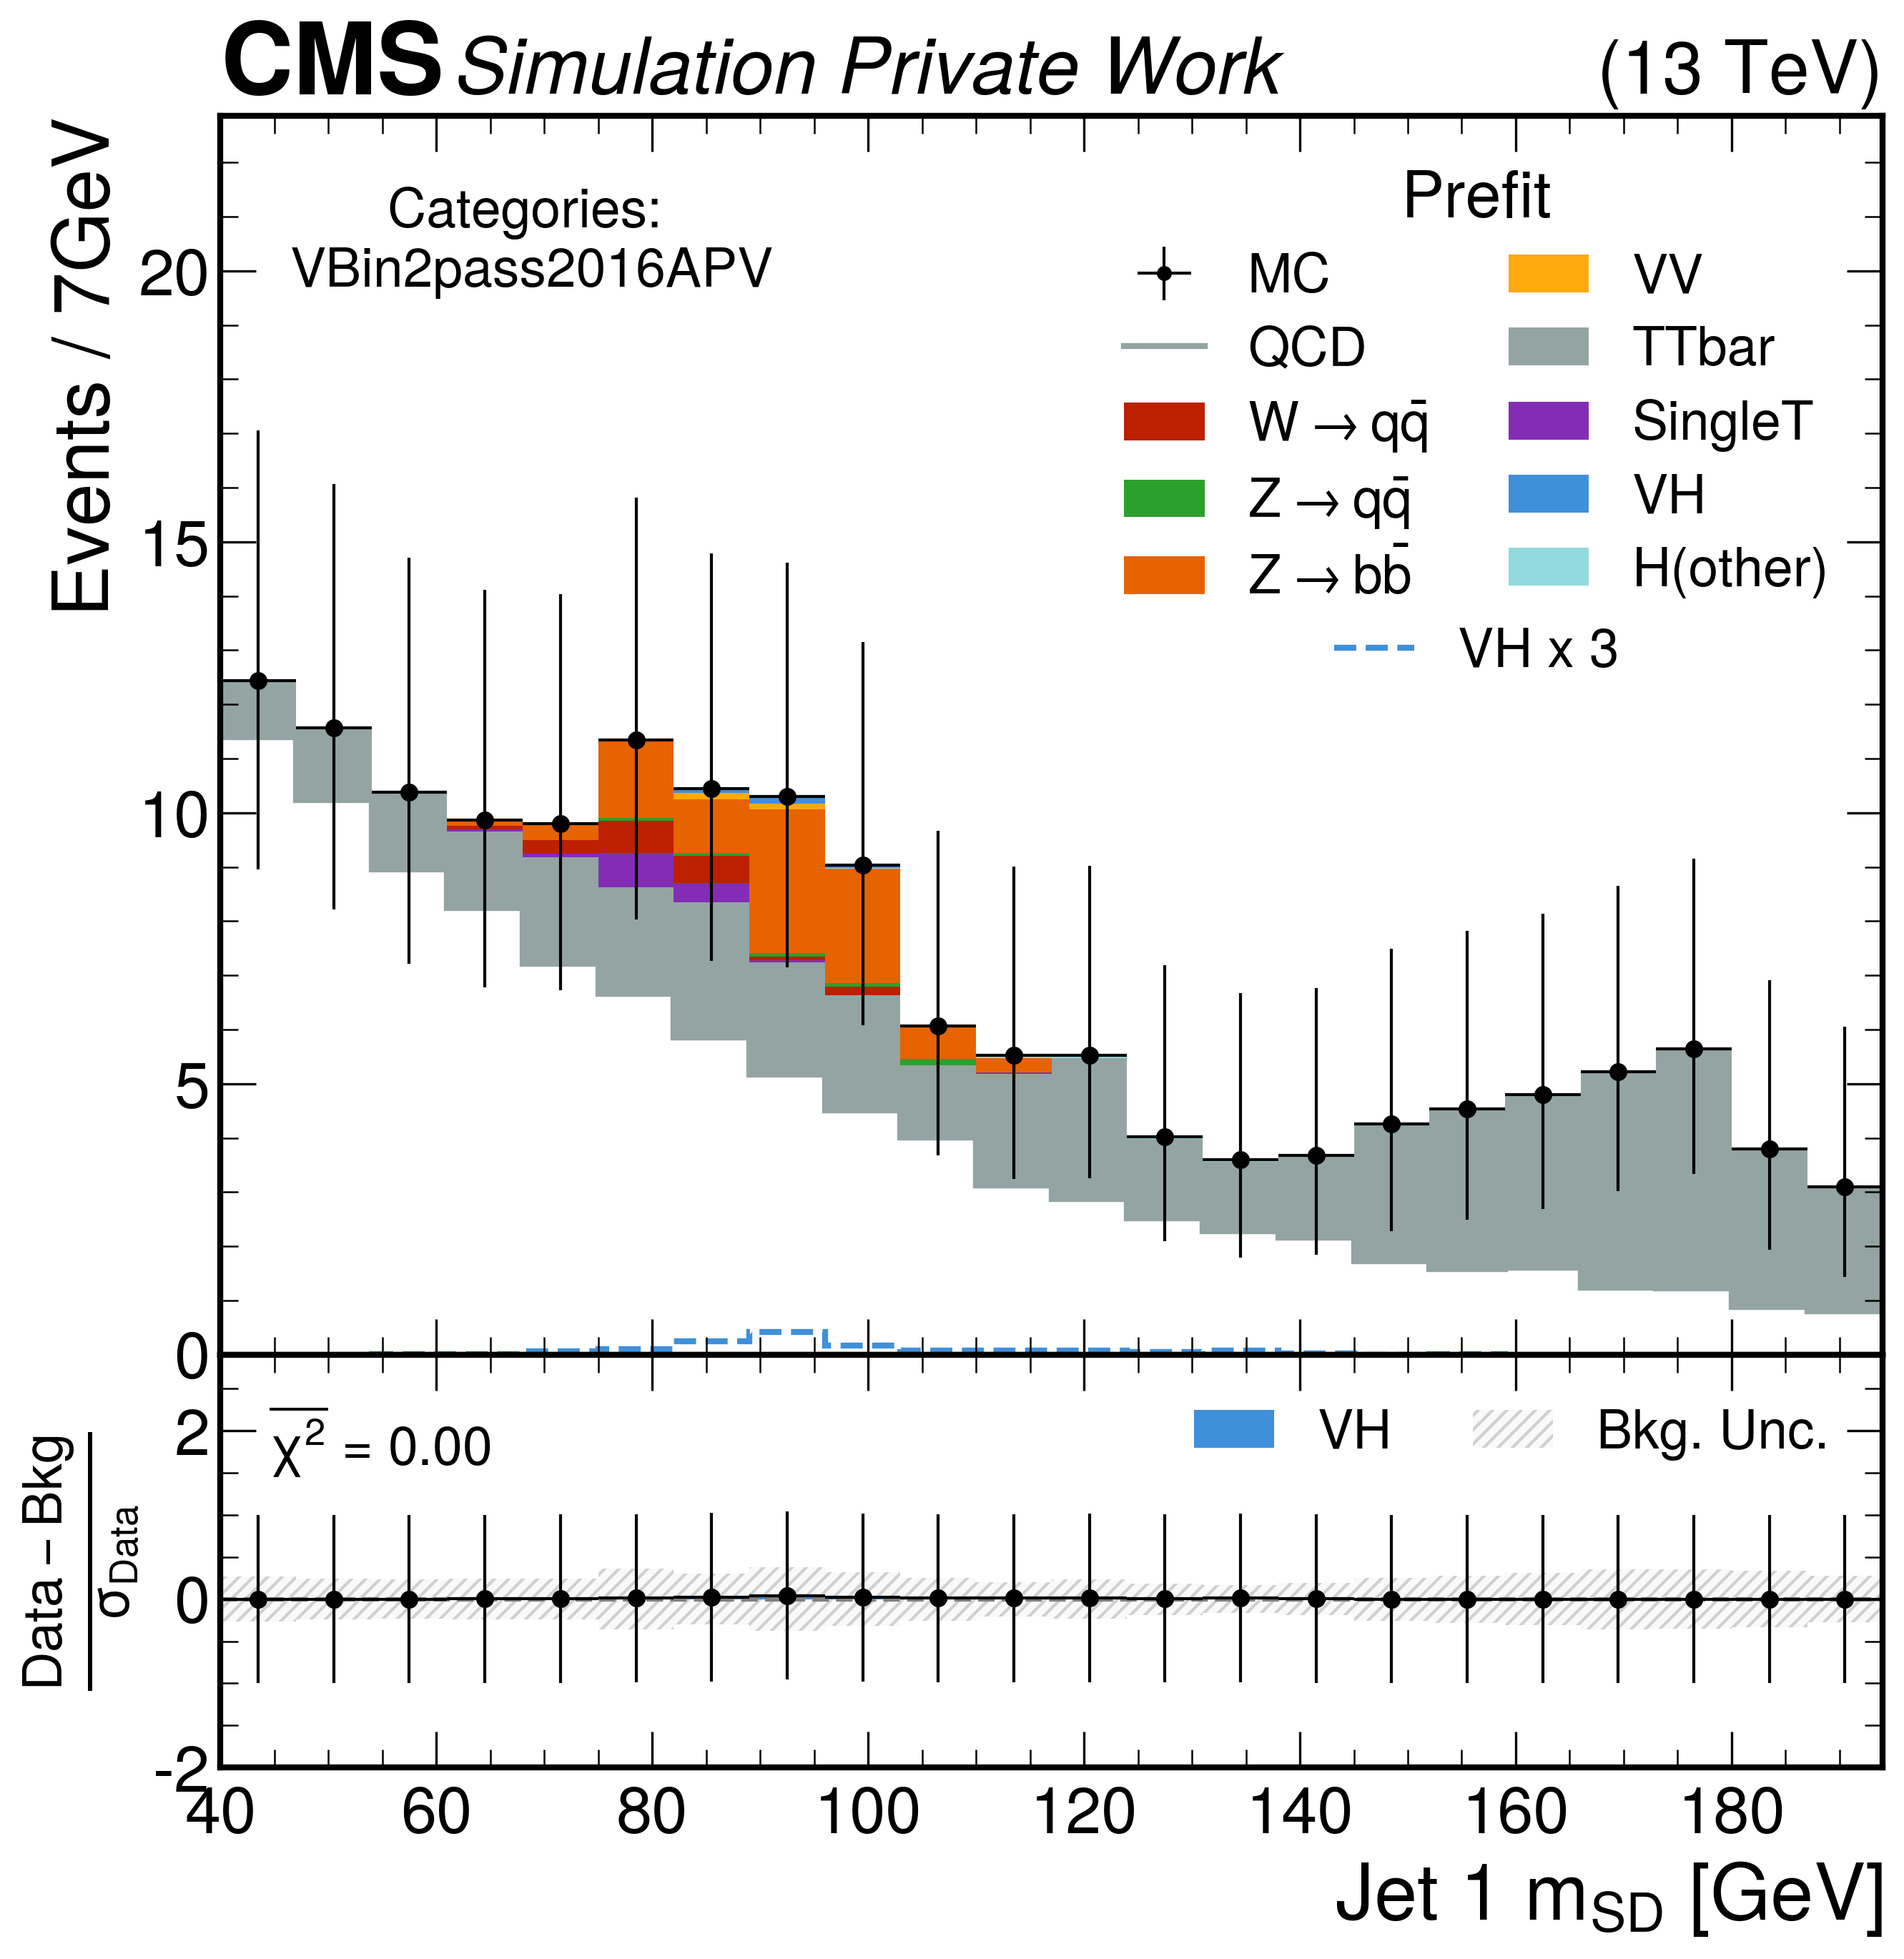 CMS Simulation Private Work (13 TeV)
Events / 7GeV
Categories:
VBin2pass2016APV
Prefit
MC
QCD
W → qq̄
Z → qq̄
Z → bb̄
VV
TTbar
SingleT
VH
H(other)
VH x 3
20
15
10
5
0
Data – Bkg
σData
χ² = 0.00
VH
Bkg. Unc.
2
0
-2
40 60 80 100 120 140 160 180
Jet 1 mSD [GeV]